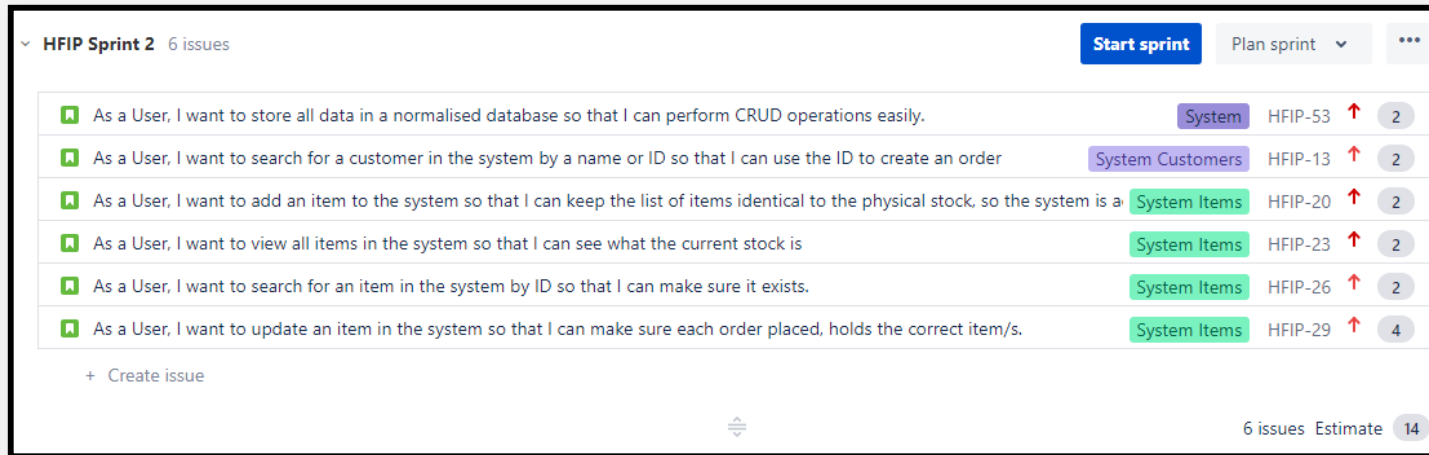 HFIP Sprint 2 6 issues Start sprint Plan sprint •••
As a User, I want to store all data in a normalised database so that I can perform CRUD operations easily. System HFIP-53 2
As a User, I want to search for a customer in the system by a name or ID so that I can use the ID to create an order System Customers HFIP-13 2
As a User, I want to add an item to the system so that I can keep the list of items identical to the physical stock, so the system is System Items HFIP-20 2
As a User, I want to view all items in the system so that I can see what the current stock is System Items HFIP-23 2
As a User, I want to search for an item in the system by ID so that I can make sure it exists. System Items HFIP-26 2
As a User, I want to update an item in the system so that I can make sure each order placed, holds the correct item/s. System Items HFIP-29 4
+ Create issue
6 issues Estimate 14